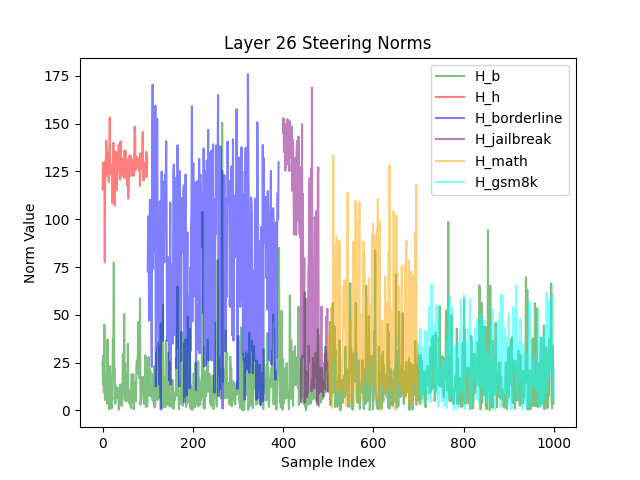 Layer 26 Steering Norms
H_b
H_h
H_borderline
H_jailbreak
H_math
H_gsm8k
Norm Value
175
150
125
100
75
50
25
0
0 200 400 600 800 1000
Sample Index